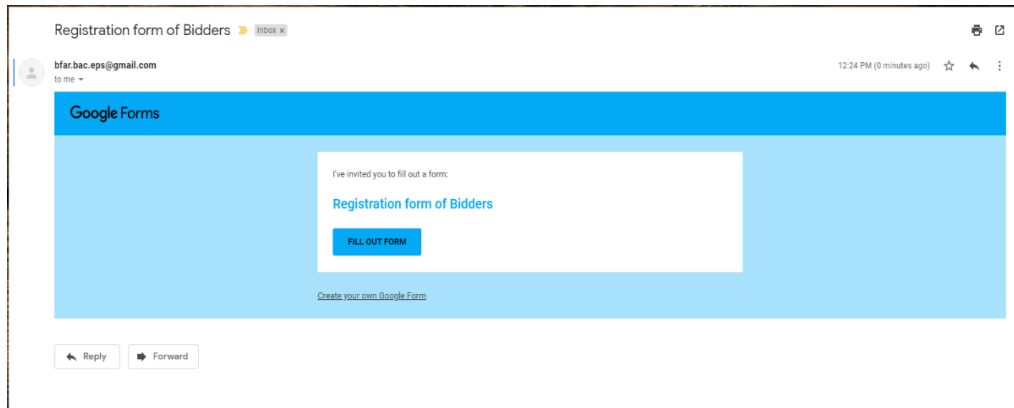 Registration form of Bidders Inbox x
bfar.bac.eps@gmail.com 12:24 PM (0 minutes ago)
to me
Google Forms
I've invited you to fill out a form:
Registration form of Bidders
FILL OUT FORM
Create your own Google Form
Reply Forward